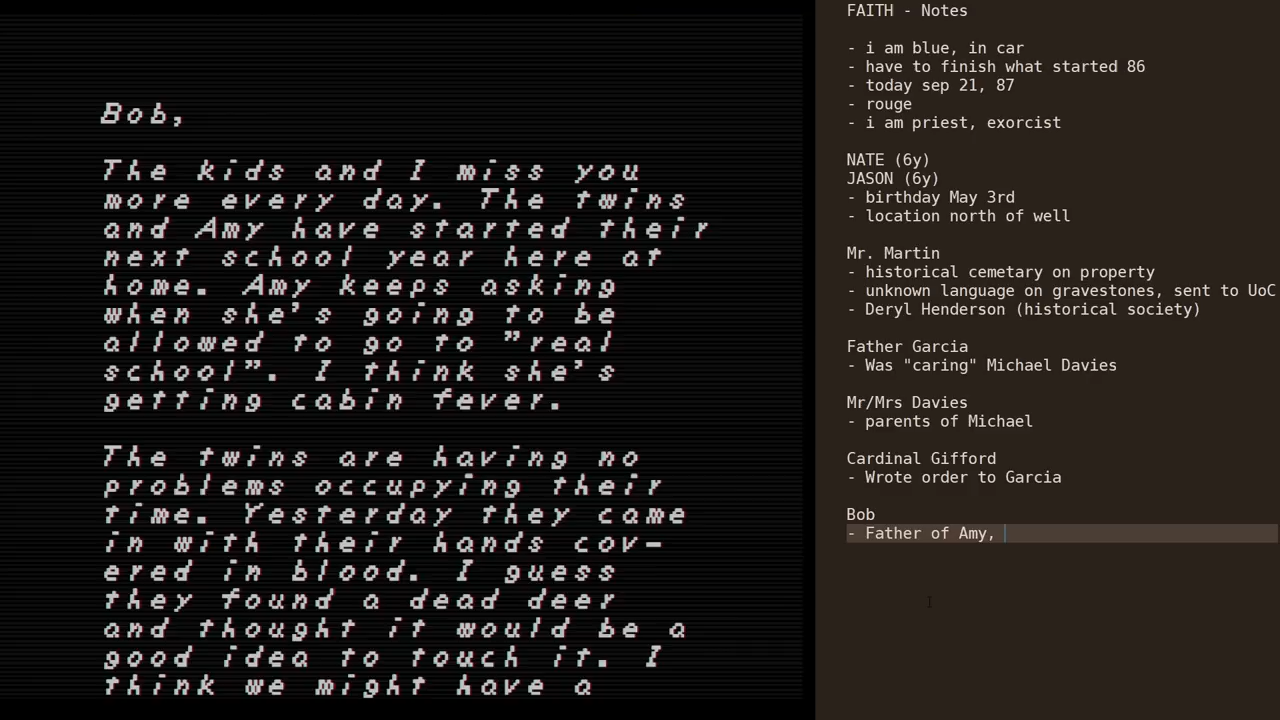 Bob,
The kids and I miss you
more every day. The twins
and Amy have started their
next school year here at
home. Amy keeps asking
when she's going to be
allowed to go to "real
school". I think she's
getting cabin fever.
The twins are having no
problems occupying their
time. Yesterday they came
in with their hands cov-
ered in blood. I guess
they found a dead deer
and thought it would be a
good idea to touch it. I
think we might have a
FAITH - Notes
- i am blue, in car
- have to finish what started 86
- today sep 21, 87
- rouge
- i am priest, exorcist
NATE (6y)
JASON (6y)
- birthday May 3rd
- location north of well
Mr. Martin
- historical cemetary on property
- unknown language on gravestones, sent to UoC
- Deryl Henderson (historical society)
Father Garcia
- Was "caring" Michael Davies
Mr/Mrs Davies
- parents of Michael
Cardinal Gifford
- Wrote order to Garcia
Bob
- Father of Amy,